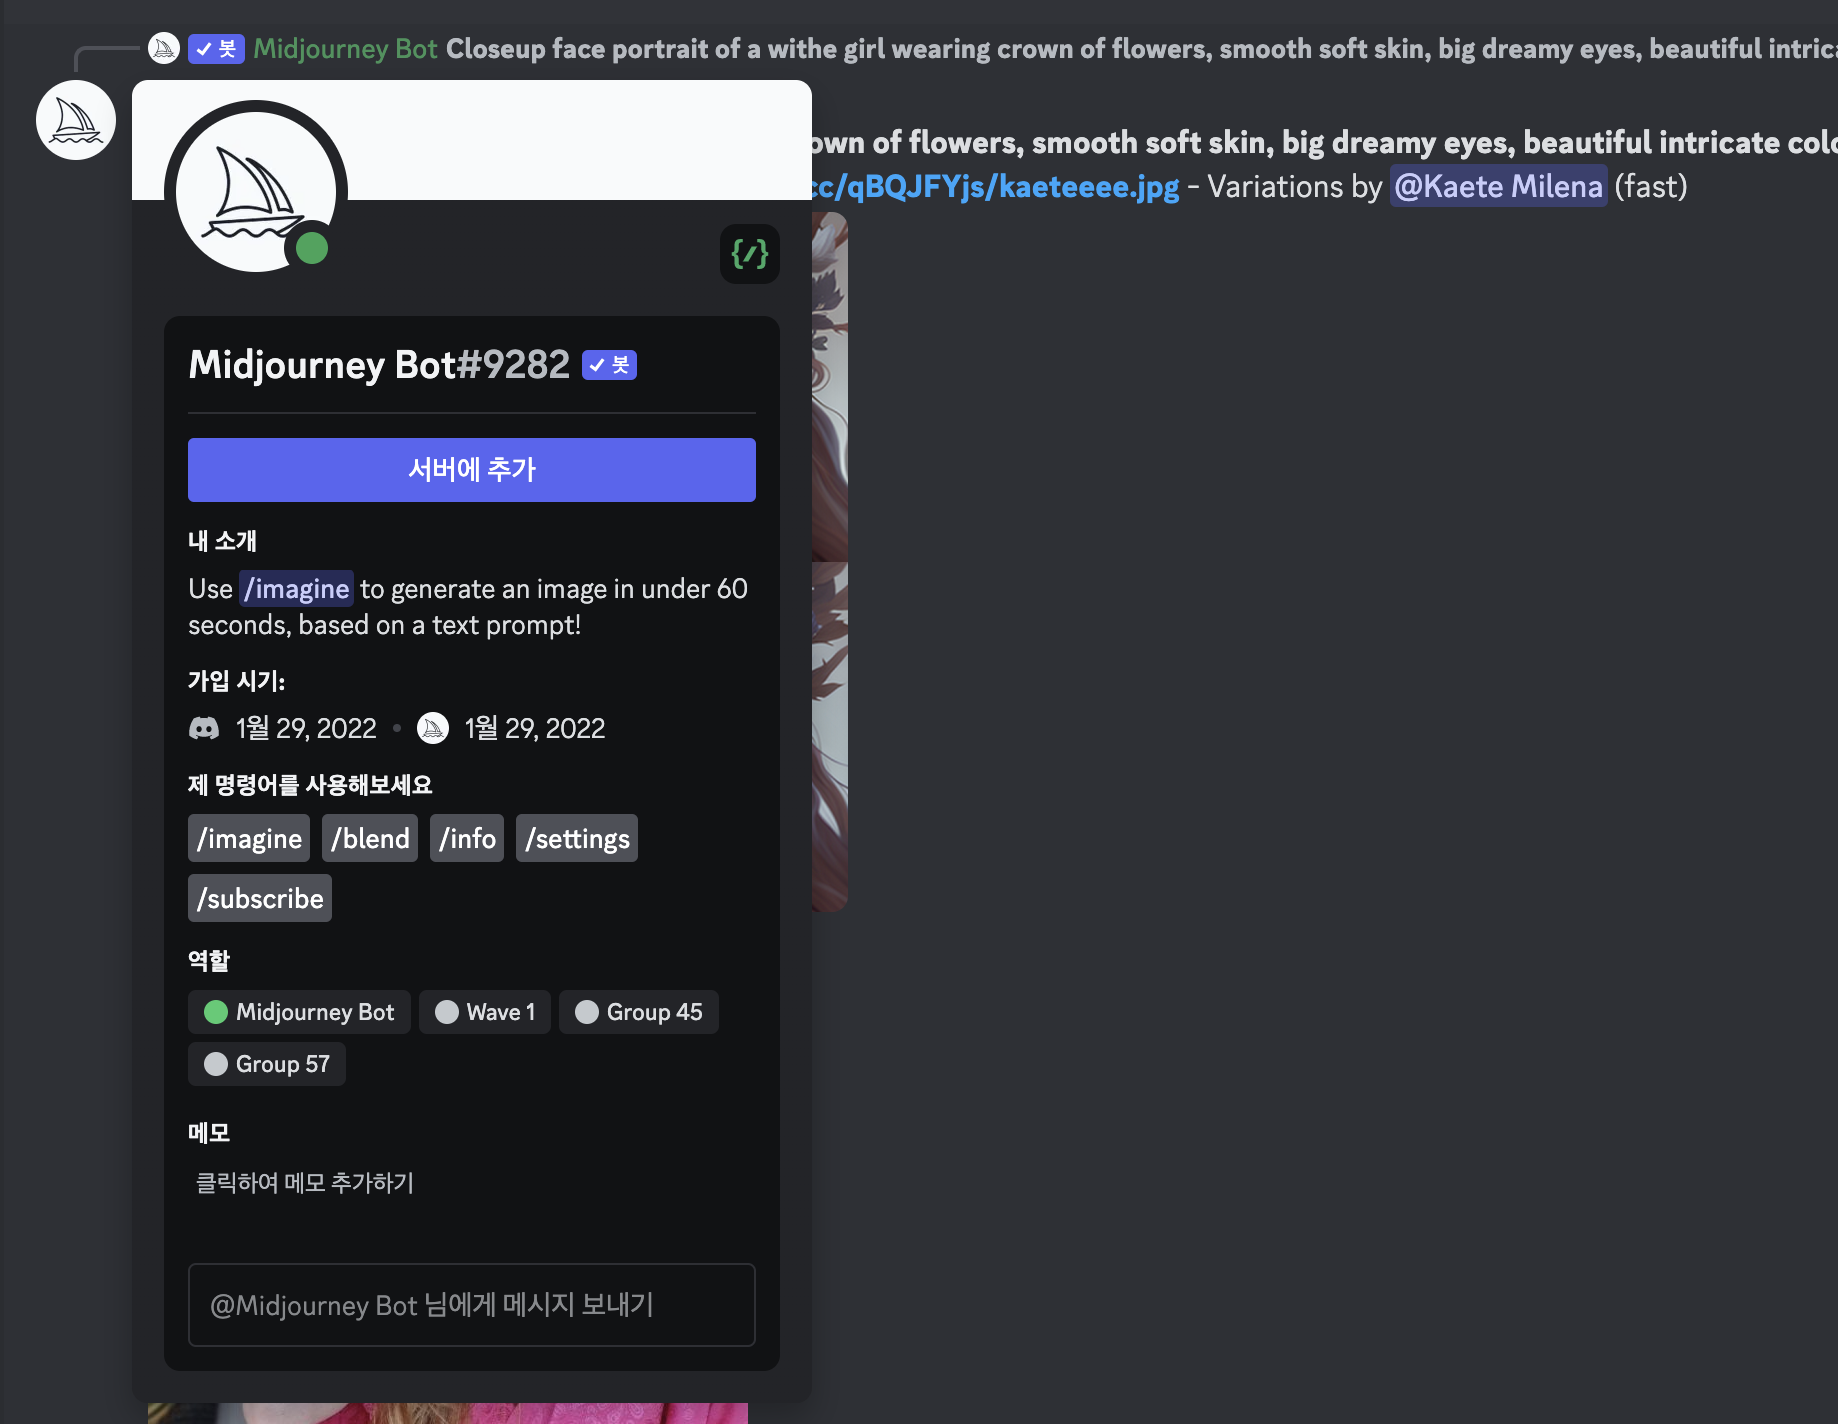 ✓ 봇 Midjourney Bot Closeup face portrait of a withe girl wearing crown of flowers, smooth soft skin, big dreamy eyes, beautiful
of flowers, smooth soft skin, big dreamy eyes, beautiful intricate
cc/qBQJFYjs/kaeteeee.jpg - Variations by @Kaete Milena (fast)
{/}
Midjourney Bot#9282 ✓ 봇
서버에 추가
내 소개
Use /imagine to generate an image in under 60
seconds, based on a text prompt!
가입 시기:
1월 29, 2022 • 1월 29, 2022
제 명령어를 사용해보세요
/imagine /blend /info /settings
/subscribe
역할
Midjourney Bot Wave 1 Group 45
Group 57
메모
클릭하여 메모 추가하기
@Midjourney Bot 님에게 메시지 보내기